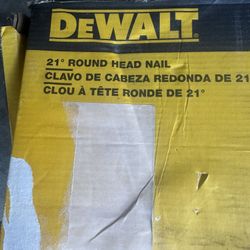 DEWALT
21° ROUND HEAD NAIL
CLAVO DE CABEZA REDONDA DE 21
CLOU À TÊTE RONDE DE 21°